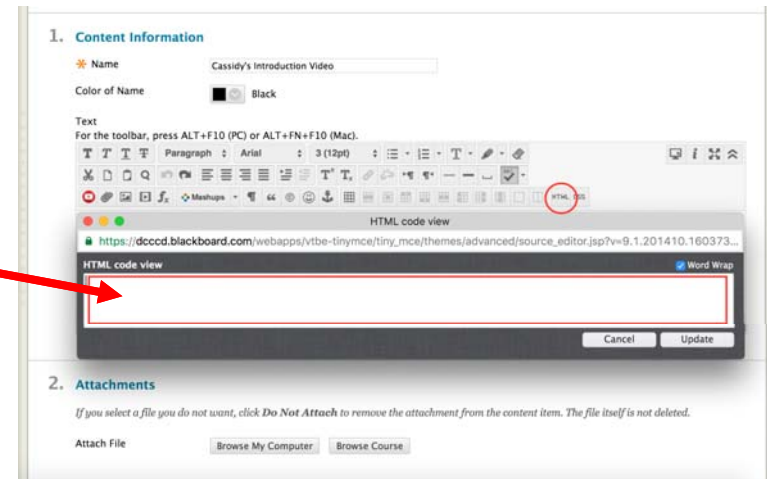 1. Content Information
✳ Name Cassidy's Introduction Video
Color of Name Black
Text
For the toolbar, press ALT+F10 (PC) or ALT+FN+F10 (Mac).
T T T T Paragraph Arial 3 (12pt) T
T¹ T,
fx Mashups HTML CSS
HTML code view
https://dcccd.blackboard.com/webapps/vtbe-tinymce/tiny_mce/themes/advanced/source_editor.jsp?v=9.1.201410.160373...
HTML code view Word Wrap
Cancel Update
2. Attachments
If you select a file you do not want, click Do Not Attach to remove the attachment from the content item. The file itself is not deleted.
Attach File Browse My Computer Browse Course